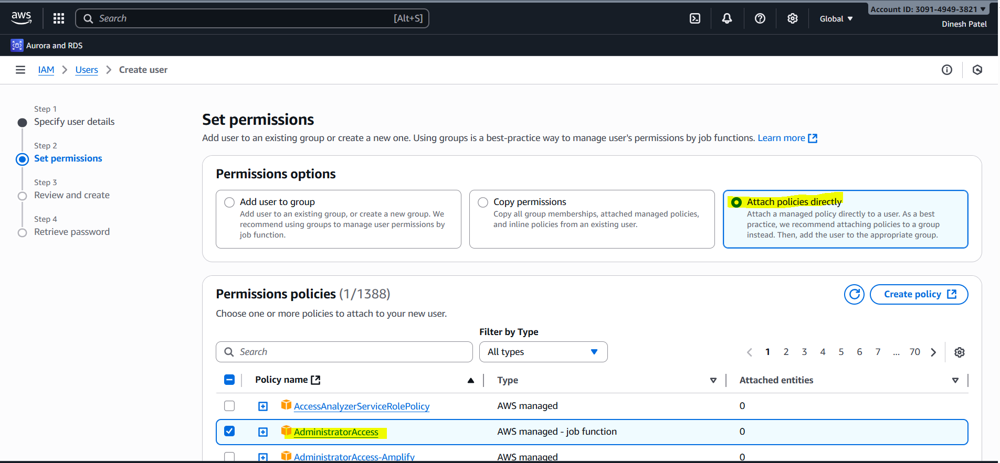 aws
Search [Alt+S]
Global
Account ID: 3091-4949-3821
Dinesh Patel
Aurora and RDS
IAM > Users > Create user
Step 1
Specify user details
Step 2
Set permissions
Step 3
Review and create
Step 4
Retrieve password
Set permissions
Add user to an existing group or create a new one. Using groups is a best-practice way to manage user's permissions by job functions. Learn more
Permissions options
Add user to group
Add user to an existing group, or create a new group. We
recommend using groups to manage user permissions by
job function.
Copy permissions
Copy all group memberships, attached managed policies,
and inline policies from an existing user.
Attach policies directly
Attach a managed policy directly to a user. As a best
practice, we recommend attaching policies to a group
instead. Then, add the user to the appropriate group.
Permissions policies (1/1388)
Create policy
Choose one or more policies to attach to your new user.
Filter by Type
Search
All types
1 2 3 4 5 6 7 ... 70
Policy name Type Attached entities
AccessAnalyzerServiceRolePolicy AWS managed 0
AdministratorAccess AWS managed - job function 0
AdministratorAccess-Amplify AWS managed 0